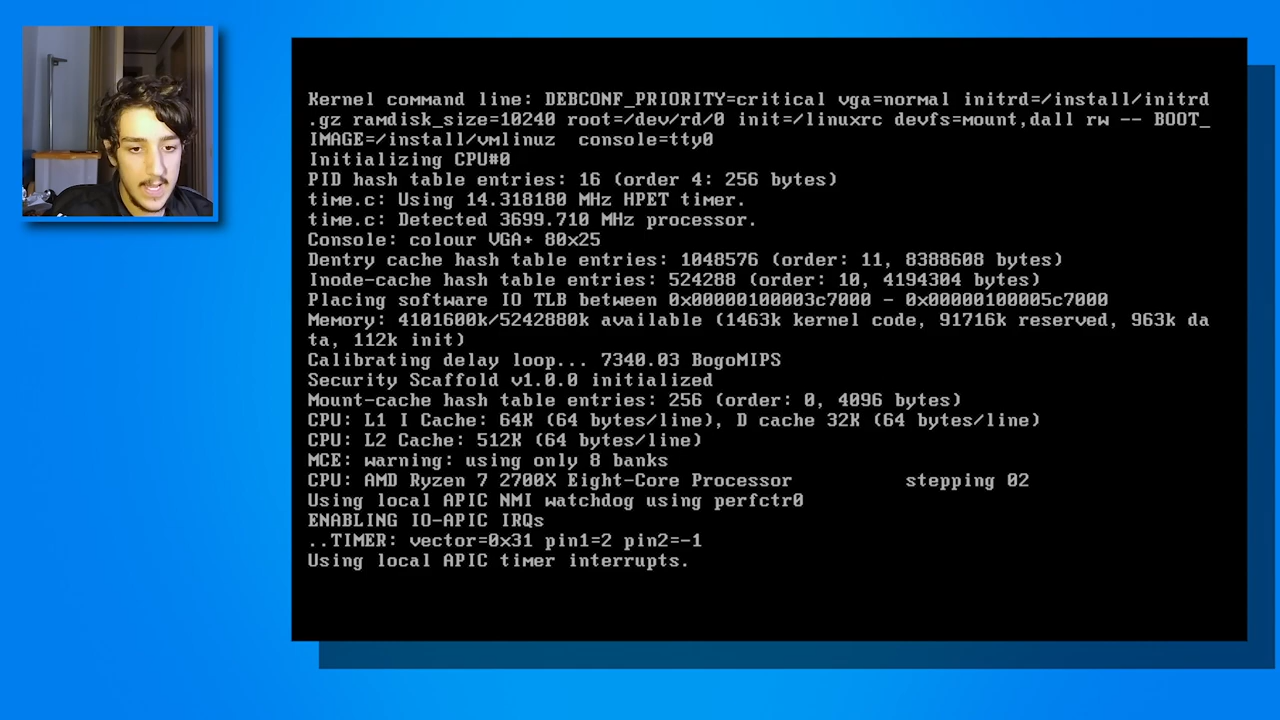 Kernel command line: DEBCONF_PRIORITY=critical vga=normal initrd=/install/initrd
.gz ramdisk_size=10240 root=/dev/rd/0 init=/linuxrc devfs=mount,dall rw -- BOOT_
IMAGE=/install/vmlinuz  console=tty0
Initializing CPU#0
PID hash table entries: 16 (order 4: 256 bytes)
time.c: Using 14.318180 MHz HPET timer.
time.c: Detected 3699.710 MHz processor.
Console: colour VGA+ 80x25
Dentry cache hash table entries: 1048576 (order: 11, 8388608 bytes)
Inode-cache hash table entries: 524288 (order: 10, 4194304 bytes)
Placing software IO TLB between 0x00000100003c7000 - 0x00000100005c7000
Memory: 4101600k/5242880k available (1463k kernel code, 91716k reserved, 963k da
ta, 112k init)
Calibrating delay loop... 7340.03 BogoMIPS
Security Scaffold v1.0.0 initialized
Mount-cache hash table entries: 256 (order: 0, 4096 bytes)
CPU: L1 I Cache: 64K (64 bytes/line), D cache 32K (64 bytes/line)
CPU: L2 Cache: 512K (64 bytes/line)
MCE: warning: using only 8 banks
CPU: AMD Ryzen 7 2700X Eight-Core Processor          stepping 02
Using local APIC NMI watchdog using perfctr0
ENABLING IO-APIC IRQs
..TIMER: vector=0x31 pin1=2 pin2=-1
Using local APIC timer interrupts.